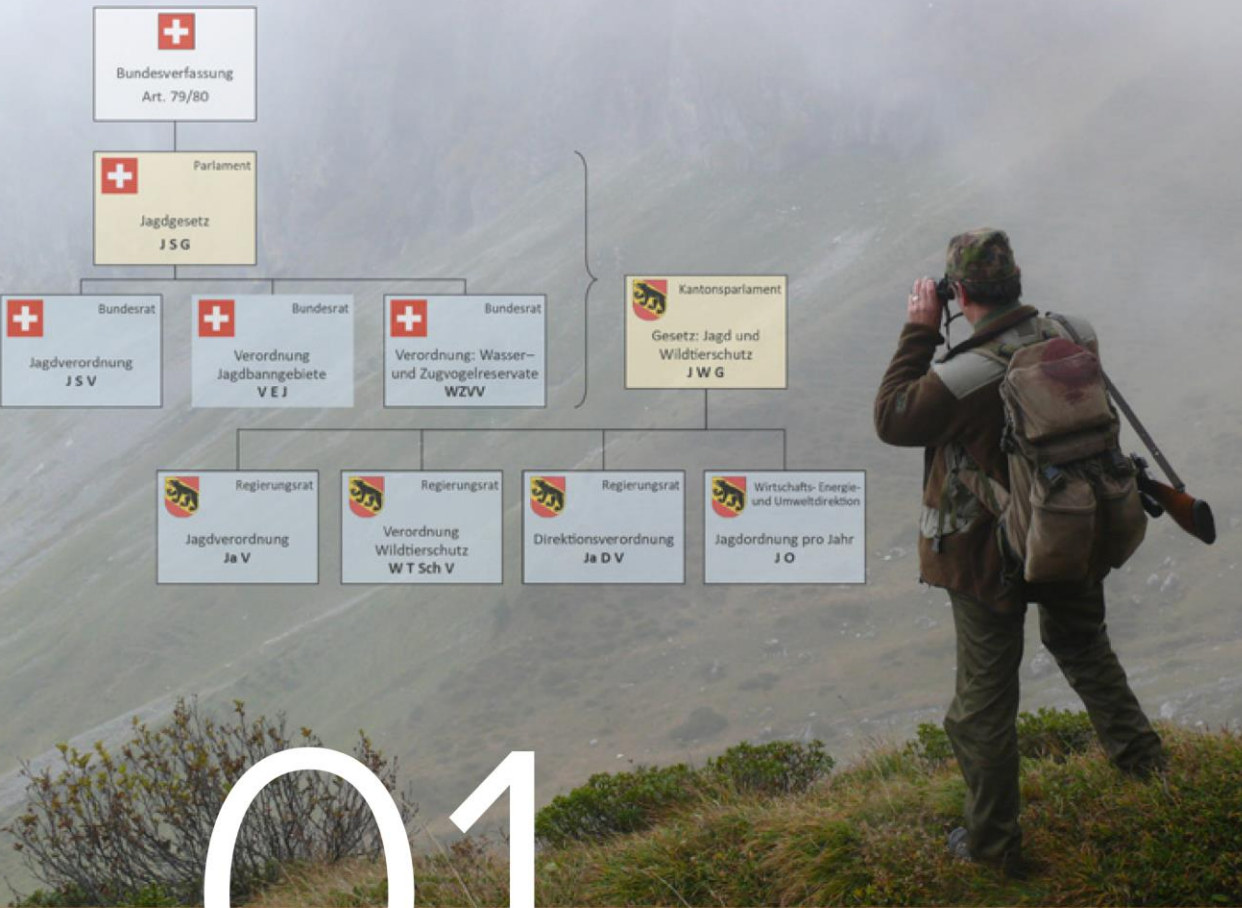 Bundesverfassung
Art. 79/80
Parlament
Jagdgesetz
J S G
Bundesrat
Jagdverordnung
J S V
Bundesrat
Verordnung
Jagdbanngebiete
V E J
Bundesrat
Verordnung: Wasser–
und Zugvogelreservate
WZVV
Kantonsparlament
Gesetz: Jagd und
Wildtierschutz
J W G
Regierungsrat
Jagdverordnung
Ja V
Regierungsrat
Verordnung
Wildtierschutz
W T Sch V
Regierungsrat
Direktionsverordnung
Ja D V
Wirtschafts- Energie-
und Umweltdirektion
Jagdordnung pro Jahr
J O
01